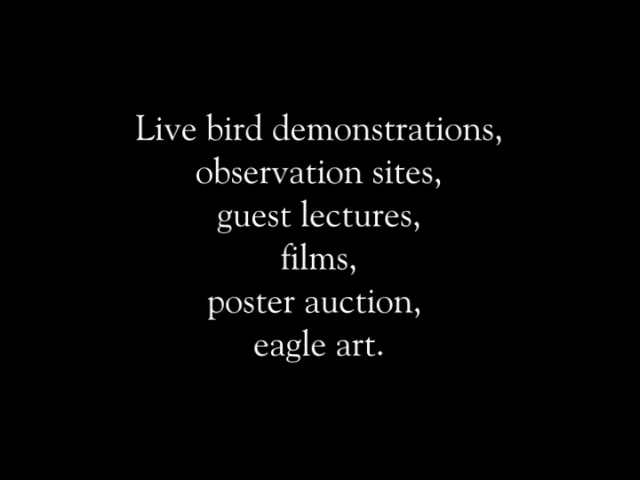 Live bird demonstrations,
observation sites,
guest lectures,
films,
poster auction,
eagle art.